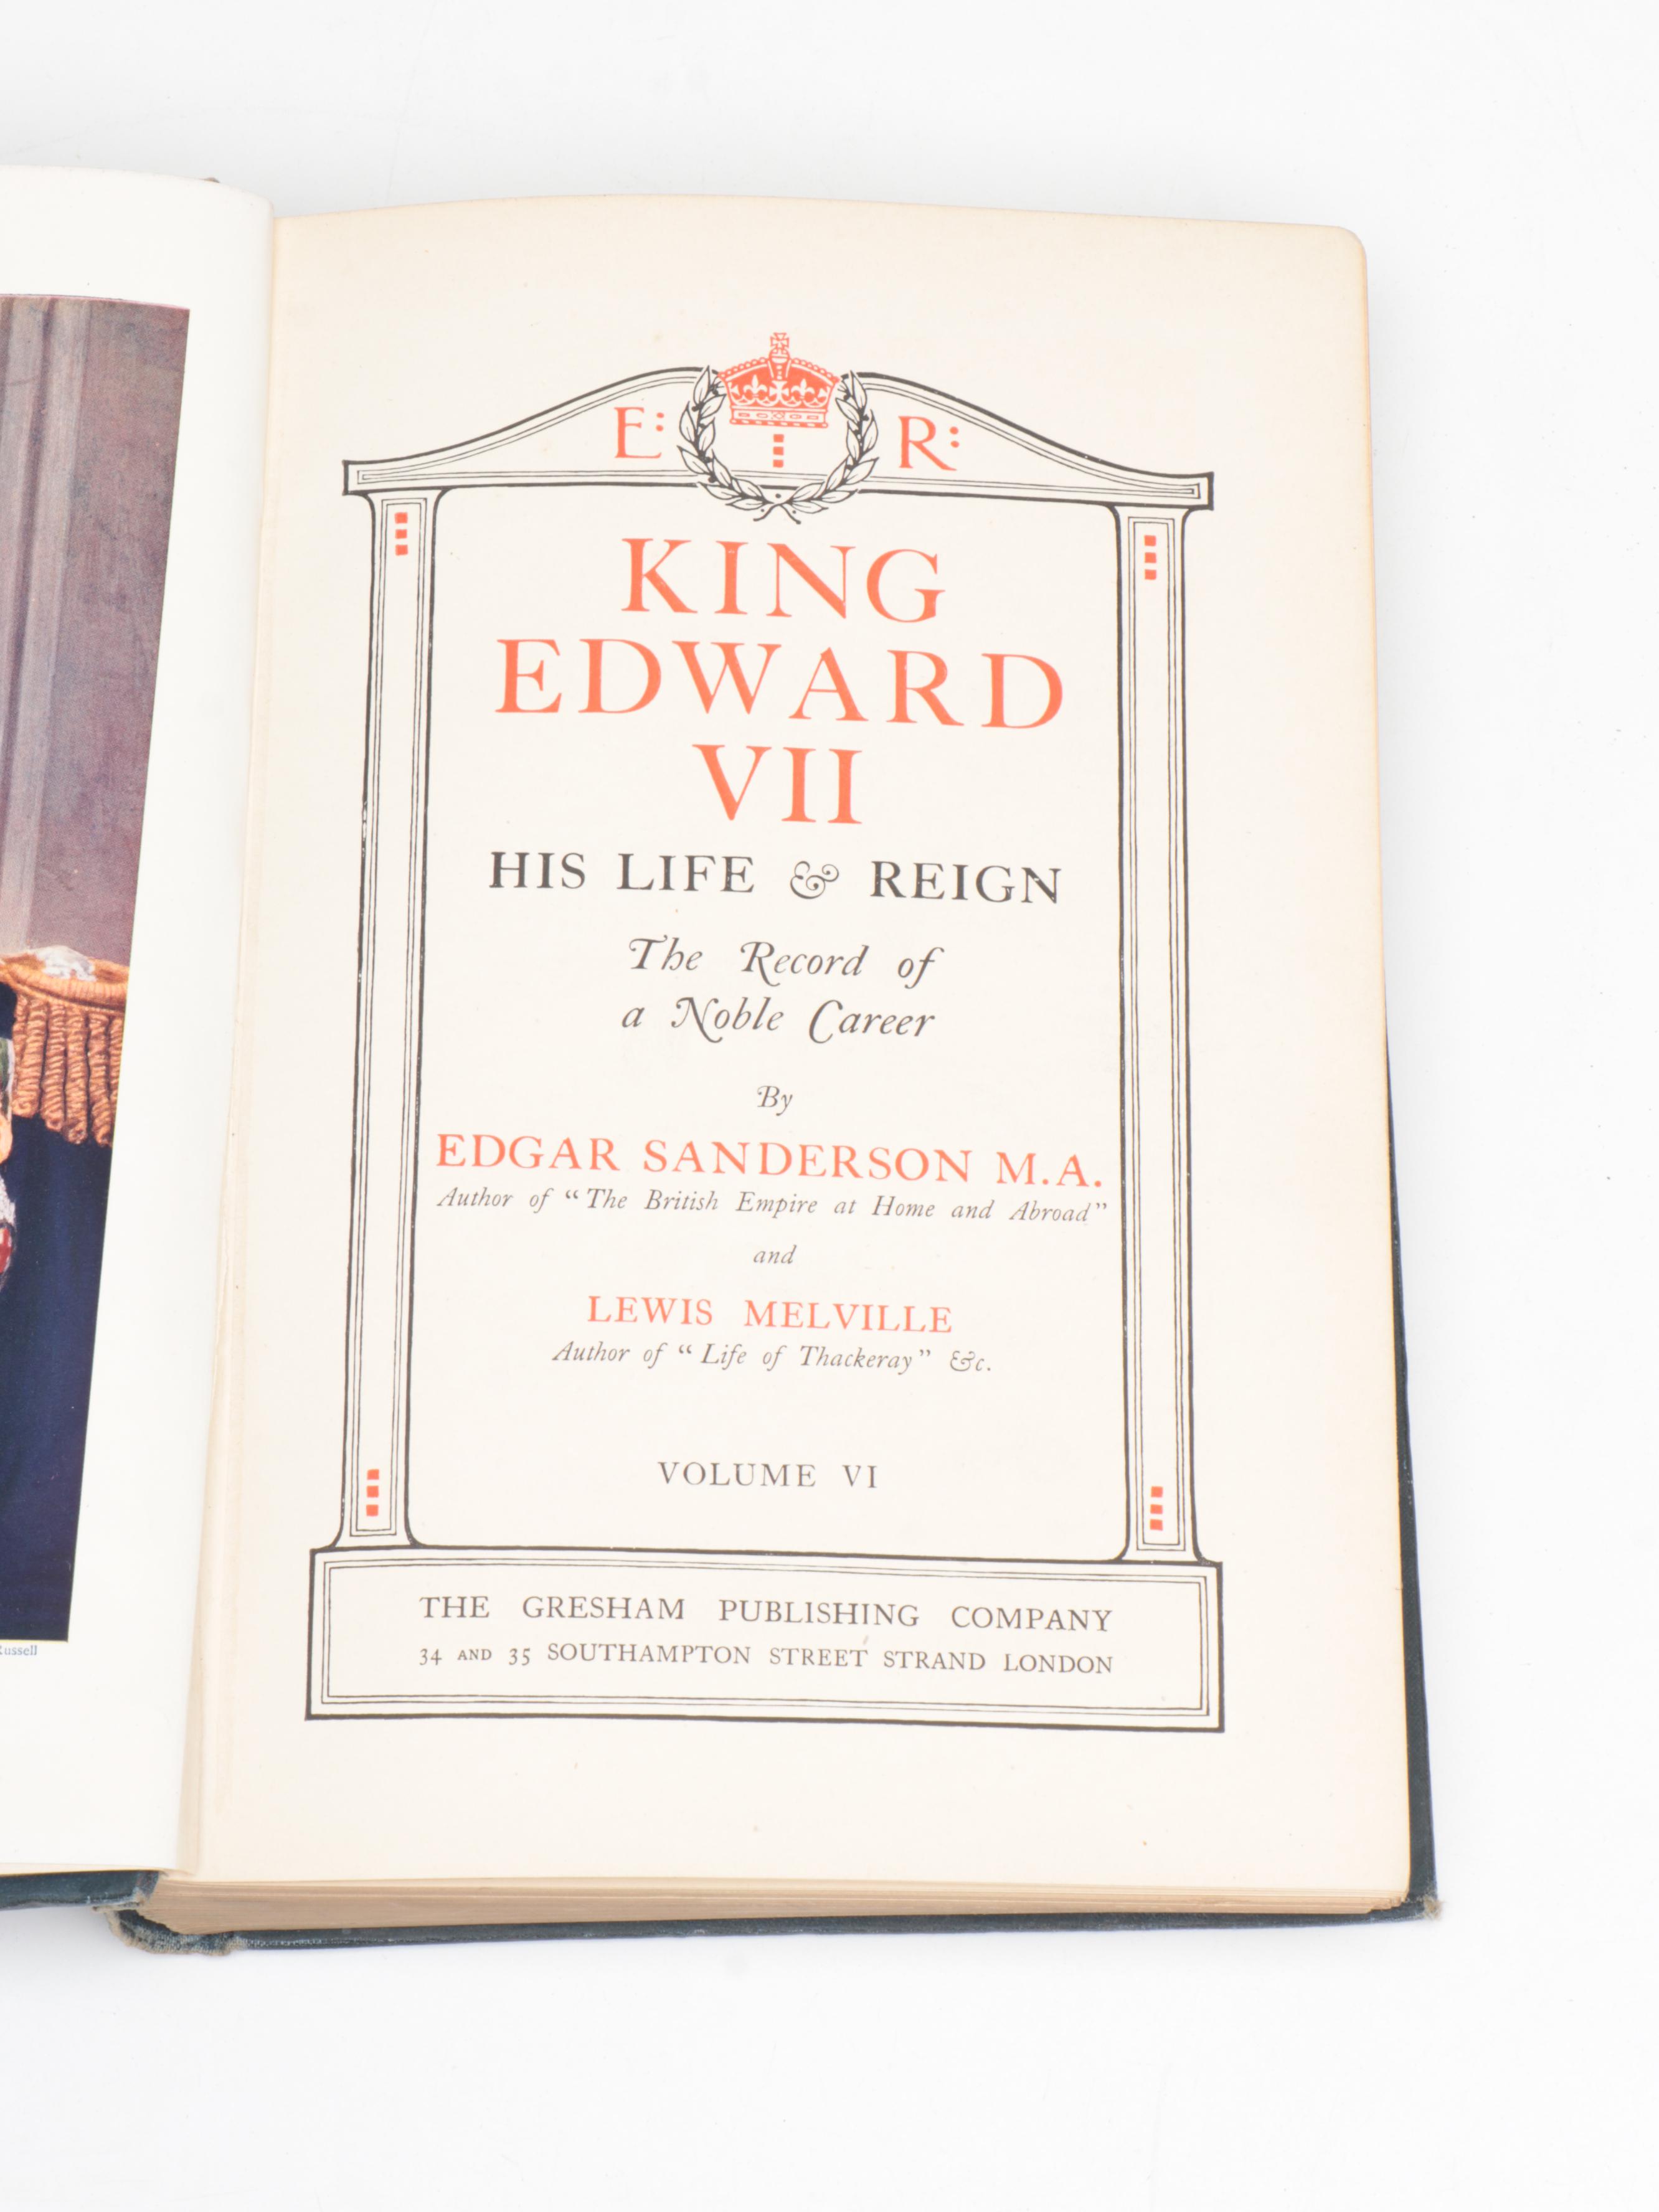 E: R:
KING
EDWARD
VII
HIS LIFE & REIGN
The Record of
a Noble Career
By
EDGAR SANDERSON M.A.
Author of “The British Empire at Home and Abroad”
and
LEWIS MELVILLE
Author of “Life of Thackeray” &c.
VOLUME VI
THE GRESHAM PUBLISHING COMPANY
34 AND 35 SOUTHAMPTON STREET STRAND LONDON